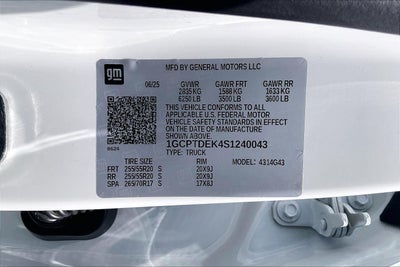 gm
MFD BY GENERAL MOTORS LLC
06/25 GVWR GAWR FRT GAWR RR
2835 KG 1588 KG 1633 KG
6250 LB 3500 LB 3600 LB
THIS VEHICLE CONFORMS TO ALL
APPLICABLE U.S. FEDERAL MOTOR
VEHICLE SAFETY STANDARDS IN
EFFECT ON THE DATE OF MANUFACTURE
SHOWN ABOVE.
1GCPTDEK4S1240043
TYPE: TRUCK
TIRE SIZE RIM MODEL: 4314G43
FRT 255/55R20 S 20X9J
RR 255/55R20 S 20X9J
SPA 265/70R17 S 17X8J